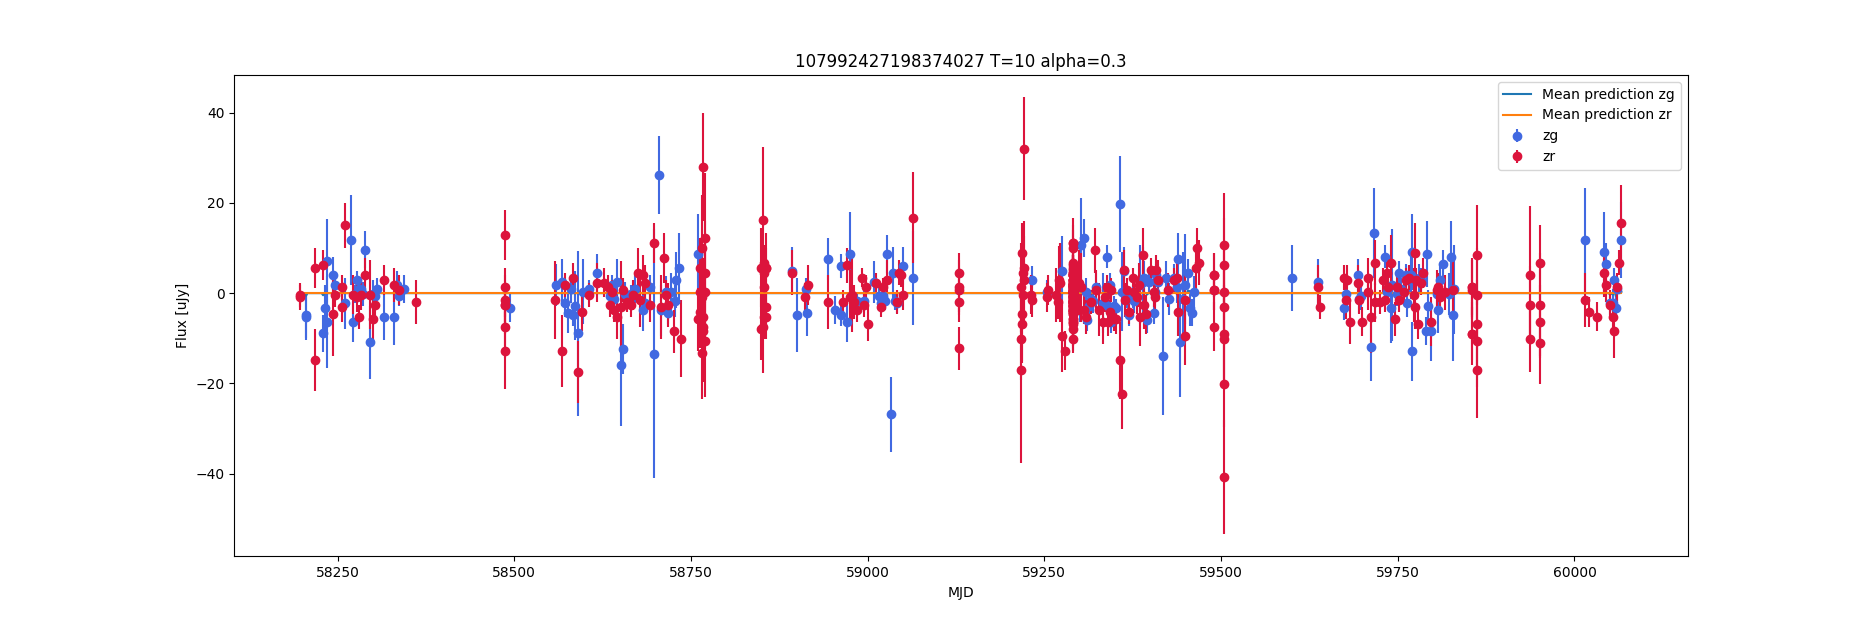 107992427198374027 T=10 alpha=0.3
Mean prediction zg
Mean prediction zr
zg
zr
40
20
0
−20
−40
Flux [uJy]
58250
58500
58750
59000
59250
59500
59750
60000
MJD